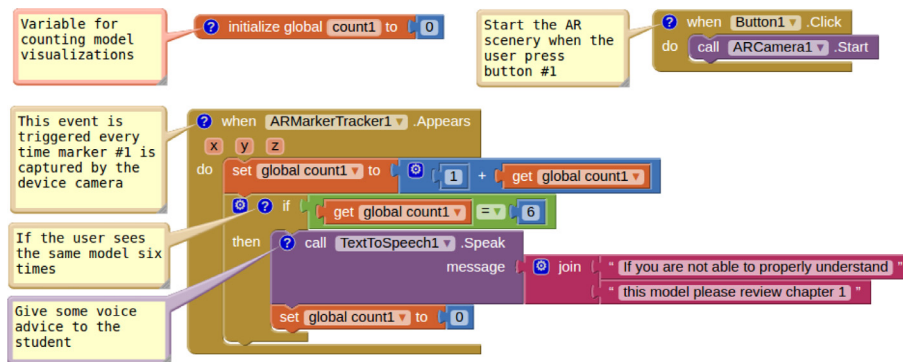 Variable for
counting model
visualizations
? initialize global count1 to 0
Start the AR
scenery when the
user press
button #1
? when Button1 .Click
do call ARCamera1 .Start
This event is
triggered every
time marker #1 is
captured by the
device camera
? when ARMarkerTracker1 .Appears
x y z
do set global count1 to 1 + get global count1
? if get global count1 = 6
If the user sees
the same model six
times
then ? call TextToSpeech1 .Speak
message join " If you are not able to properly understand "
" this model please review chapter 1 "
Give some voice
advice to the
student
set global count1 to 0